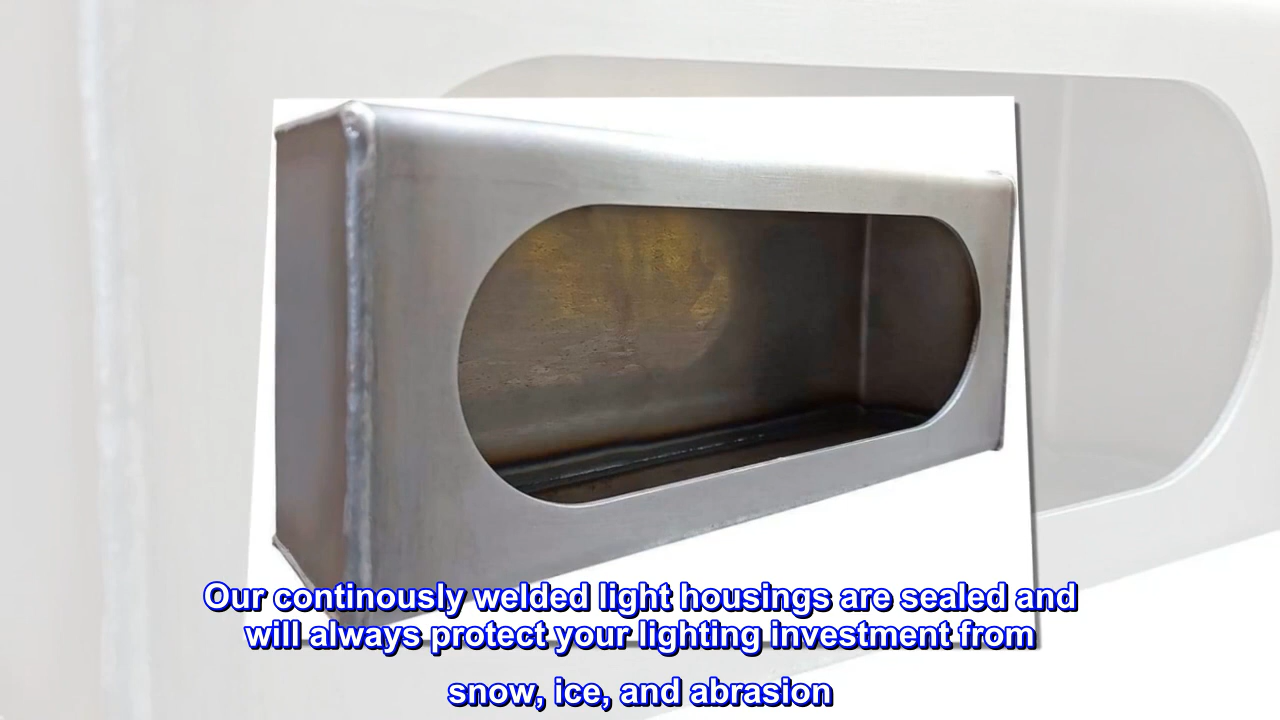 Our continously welded light housings are sealed and
will always protect your lighting investment from
snow, ice, and abrasion